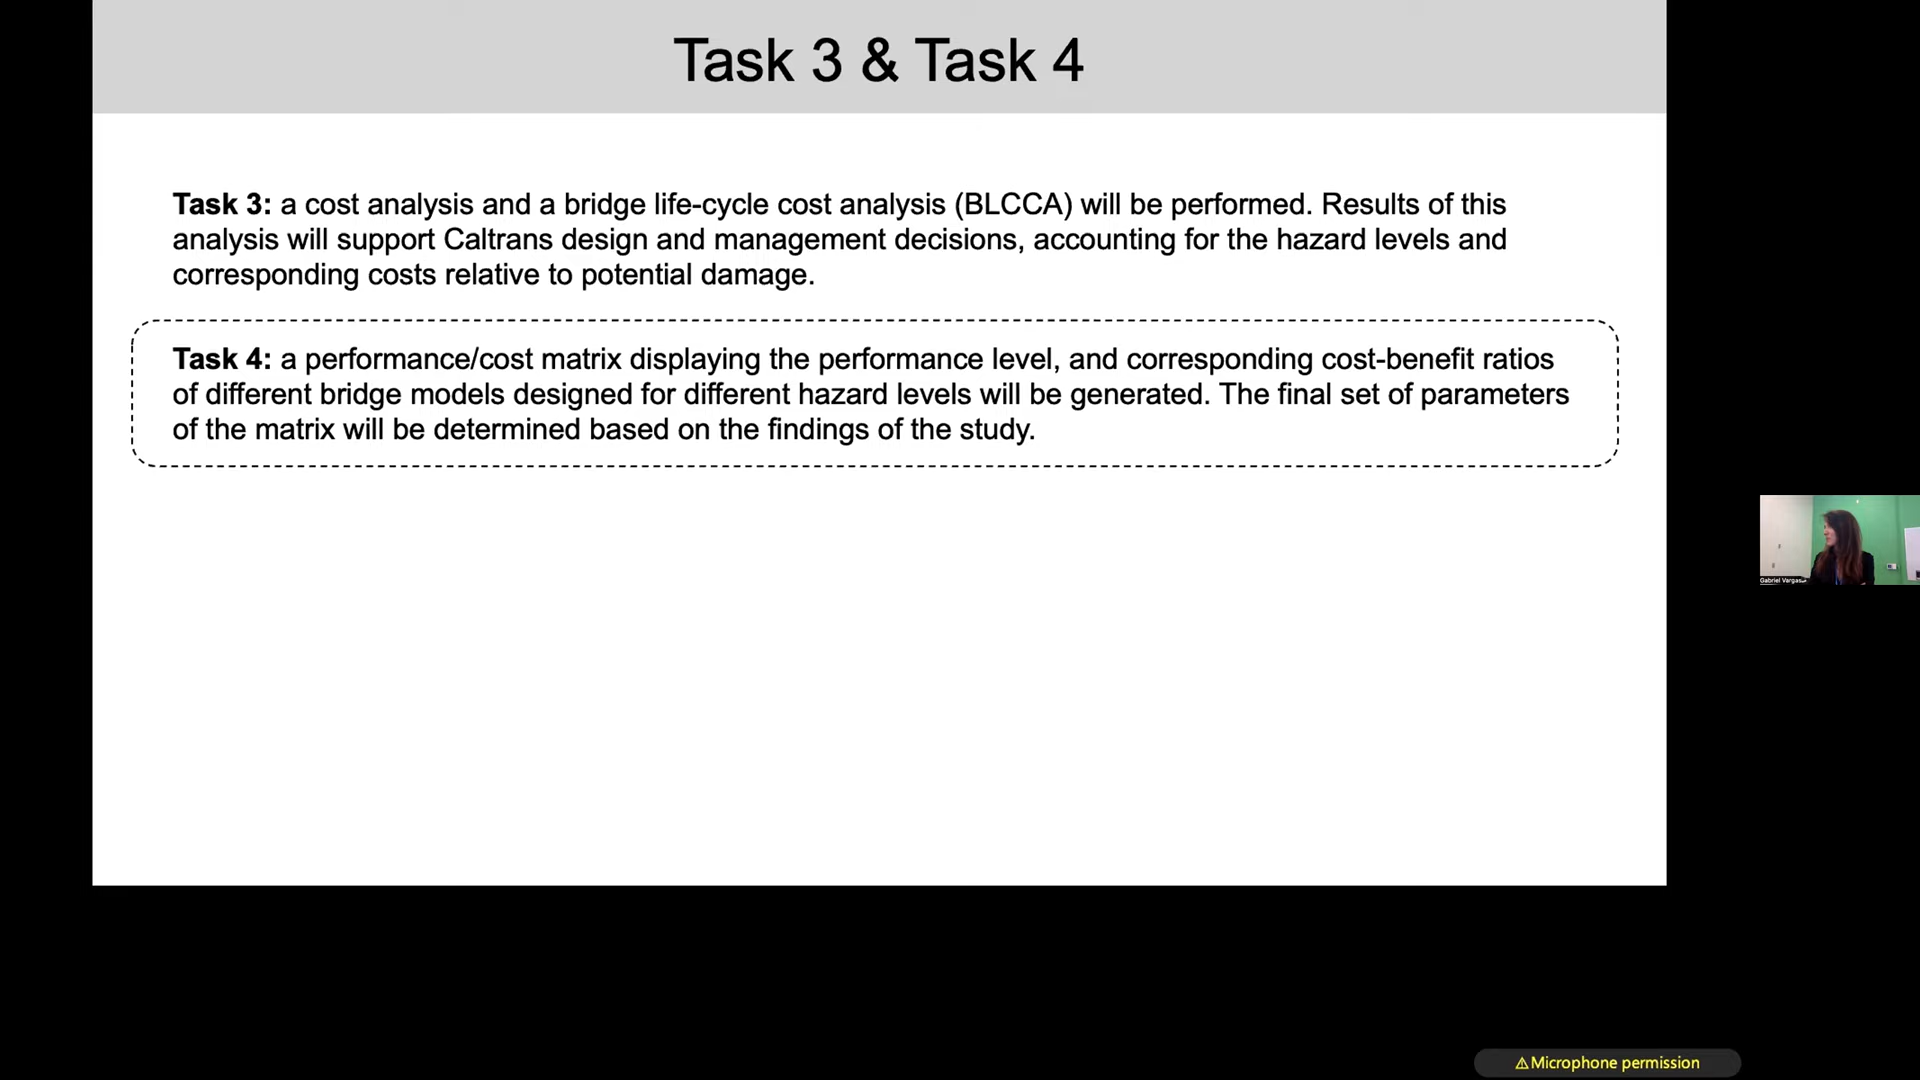 Task 3 & Task 4
Task 3: a cost analysis and a bridge life-cycle cost analysis (BLCCA) will be performed. Results of this
analysis will support Caltrans design and management decisions, accounting for the hazard levels and
corresponding costs relative to potential damage.
Task 4: a performance/cost matrix displaying the performance level, and corresponding cost-benefit ratios
of different bridge models designed for different hazard levels will be generated. The final set of parameters
of the matrix will be determined based on the findings of the study.
Gabriel Vargas
⚠Microphone permission